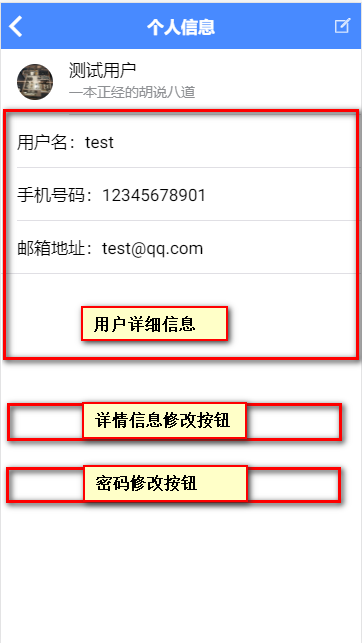 个人信息
测试用户
一本正经的胡说八道
用户名：test
手机号码：12345678901
邮箱地址：test@qq.com
用户详细信息
详情信息修改按钮
密码修改按钮